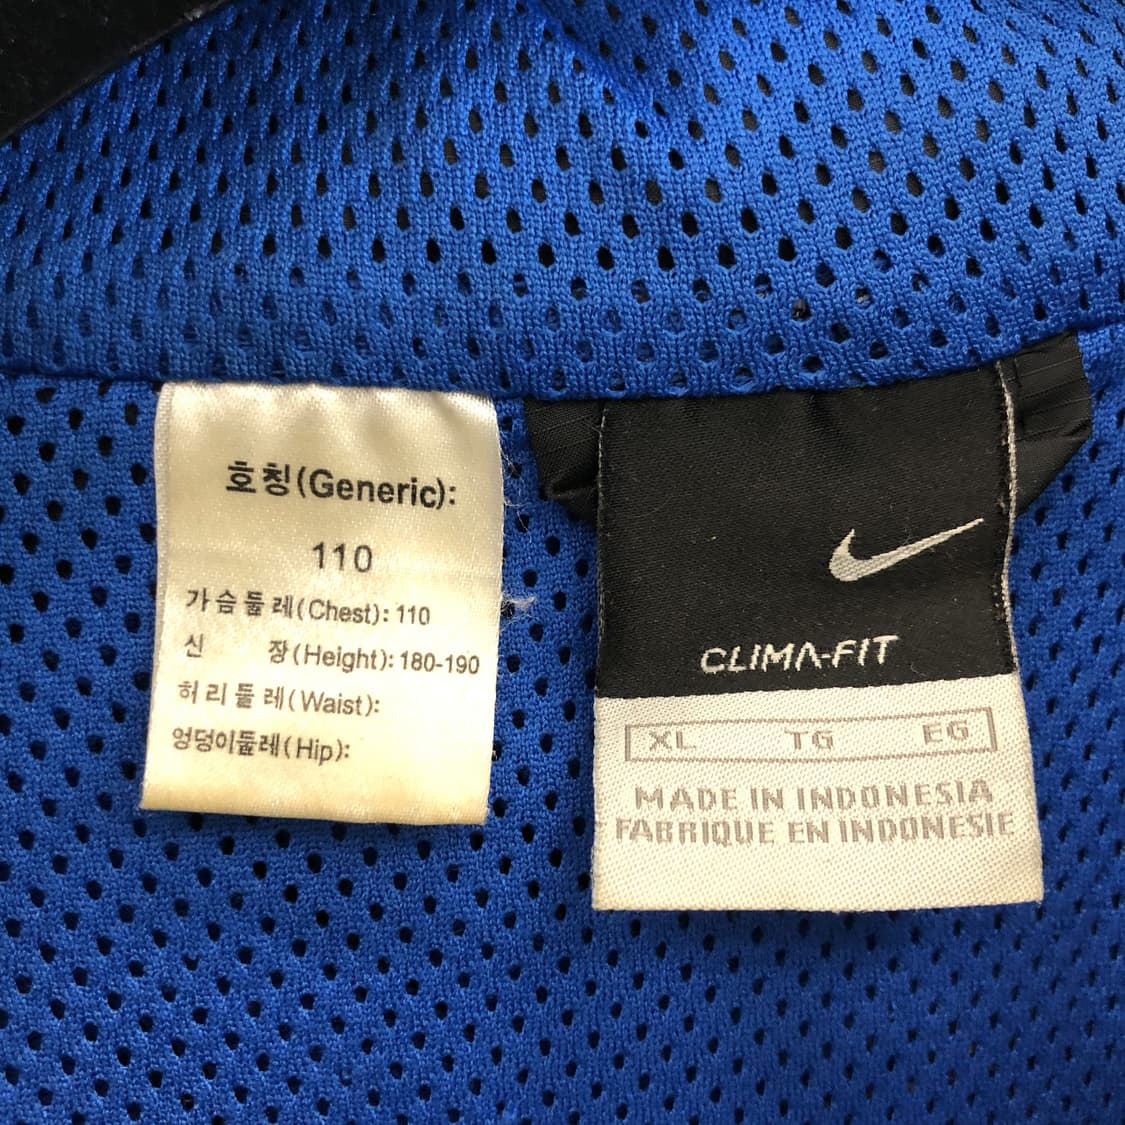 호칭(Generic):
110
가슴둘레(Chest): 110
신 장(Height): 180-190
허리둘레(Waist):
엉덩이둘레(Hip):
CLIMA-FIT
XL TG EG
MADE IN INDONESIA
FABRIQUE EN INDONESIE